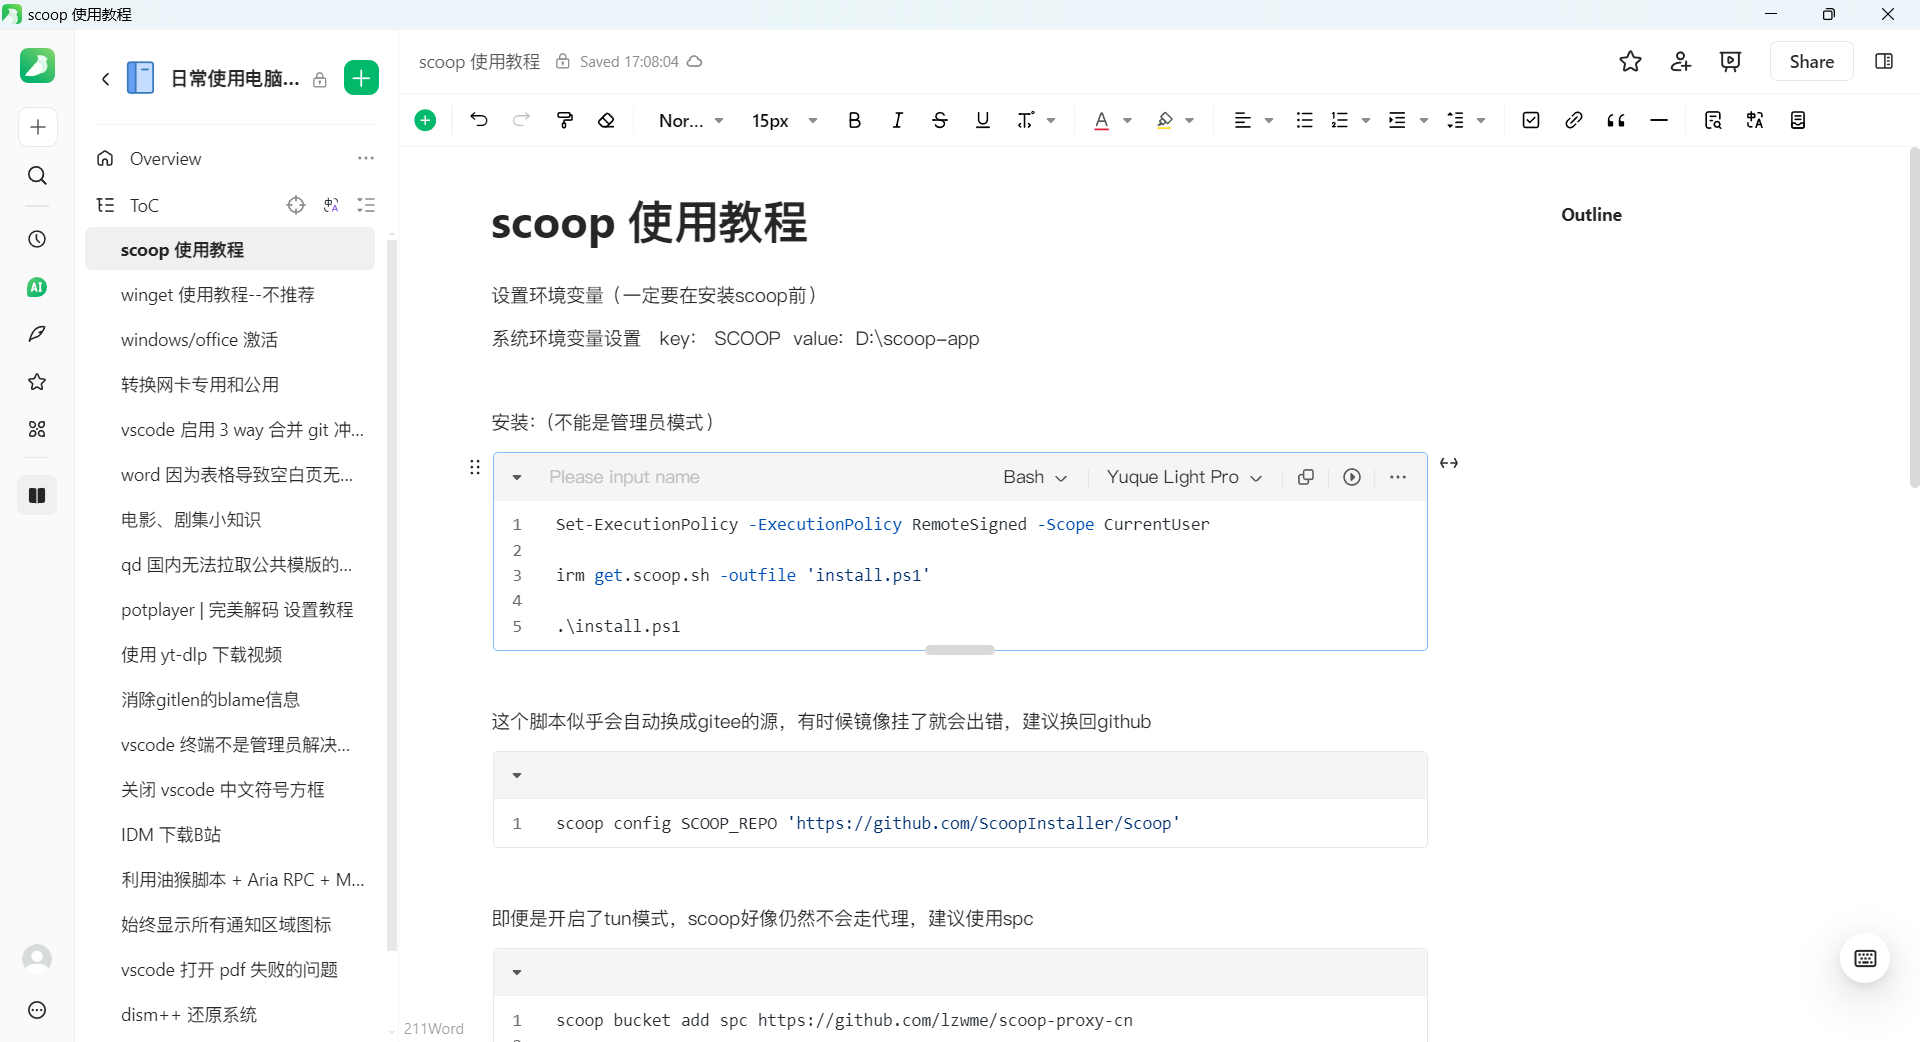 scoop 使用教程
日常使用电脑...
Overview
ToC
scoop 使用教程
winget 使用教程--不推荐
windows/office 激活
转换网卡专用和公用
vscode 启用 3 way 合并 git 冲...
word 因为表格导致空白页无...
电影、剧集小知识
qd 国内无法拉取公共模版的...
potplayer | 完美解码 设置教程
使用 yt-dlp 下载视频
消除gitlen的blame信息
vscode 终端不是管理员解决...
关闭 vscode 中文符号方框
IDM 下载B站
利用油猴脚本 + Aria RPC + M...
始终显示所有通知区域图标
vscode 打开 pdf 失败的问题
dism++ 还原系统
scoop 使用教程 Saved 17:08:04
Share
Nor... 15px
scoop 使用教程
Outline
设置环境变量（一定要在安装scoop前）
系统环境变量设置 key: SCOOP value: D:\scoop-app
安装:（不能是管理员模式）
Please input name Bash Yuque Light Pro
1 Set-ExecutionPolicy -ExecutionPolicy RemoteSigned -Scope CurrentUser
2
3 irm get.scoop.sh -outfile 'install.ps1'
4
5 .\install.ps1
这个脚本似乎会自动换成gitee的源，有时候镜像挂了就会出错，建议换回github
1 scoop config SCOOP_REPO 'https://github.com/ScoopInstaller/Scoop'
即便是开启了tun模式，scoop好像仍然不会走代理，建议使用spc
1 scoop bucket add spc https://github.com/lzwme/scoop-proxy-cn
211Word
AI